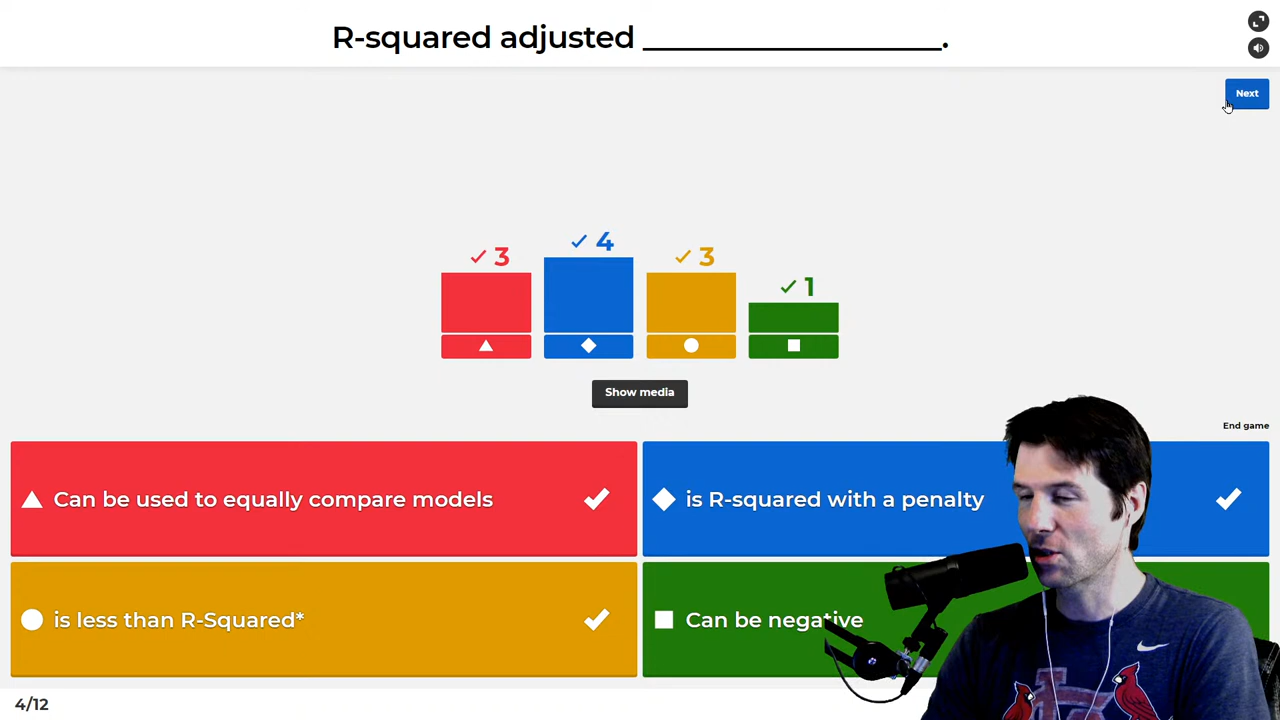 R-squared adjusted ____________________.
Next
3
4
3
1
Show media
End game
Can be used to equally compare models
is R-squared with a penalty
is less than R-Squared*
Can be negative
4/12